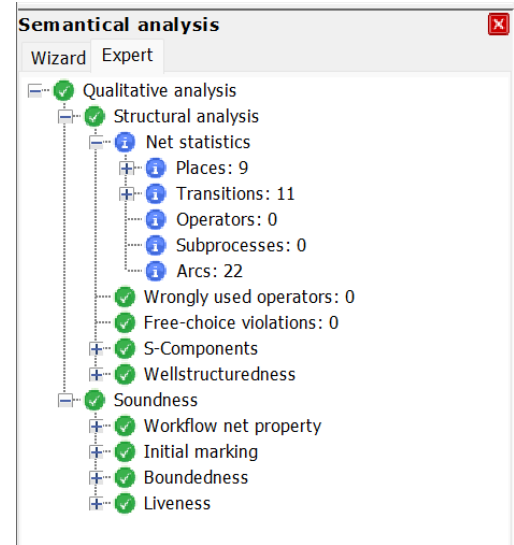 Semantical analysis
Wizard Expert
Qualitative analysis
Structural analysis
Net statistics
Places: 9
Transitions: 11
Operators: 0
Subprocesses: 0
Arcs: 22
Wrongly used operators: 0
Free-choice violations: 0
S-Components
Wellstructuredness
Soundness
Workflow net property
Initial marking
Boundedness
Liveness